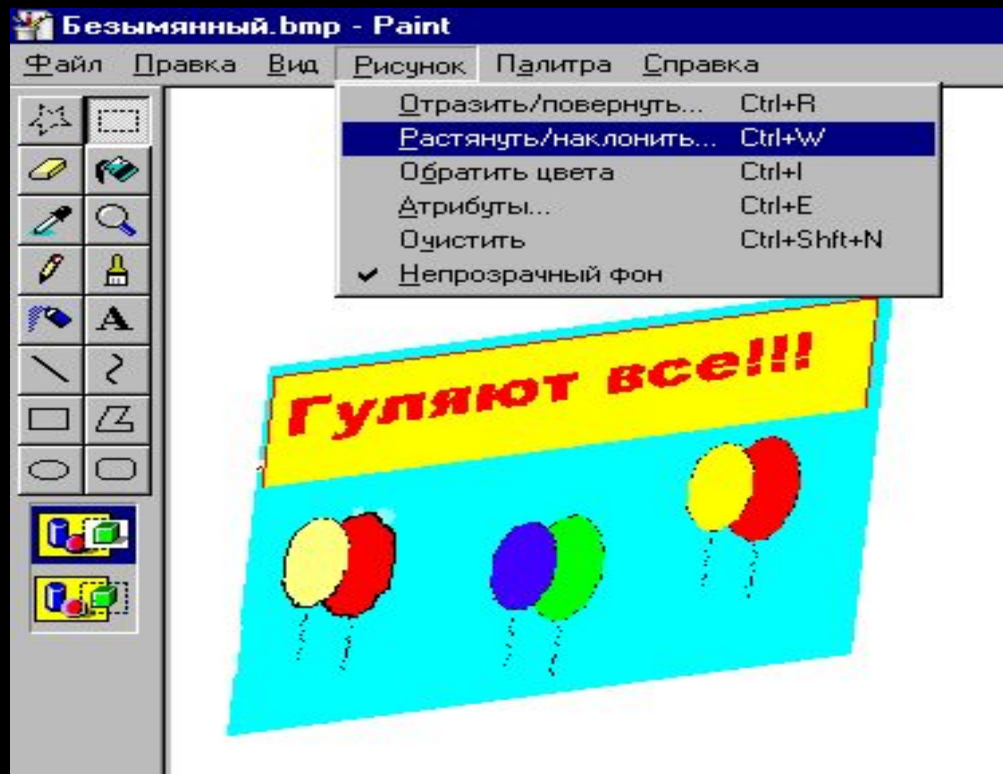 Безымянный.bmp - Paint
Файл Правка Вид Рисунок Палитра Справка
Отразить/повернуть... Ctrl+R
Растянуть/наклонить... Ctrl+W
Обратить цвета Ctrl+I
Атрибуты... Ctrl+E
Очистить Ctrl+Shft+N
Непрозрачный фон
A
Гуляют все!!!